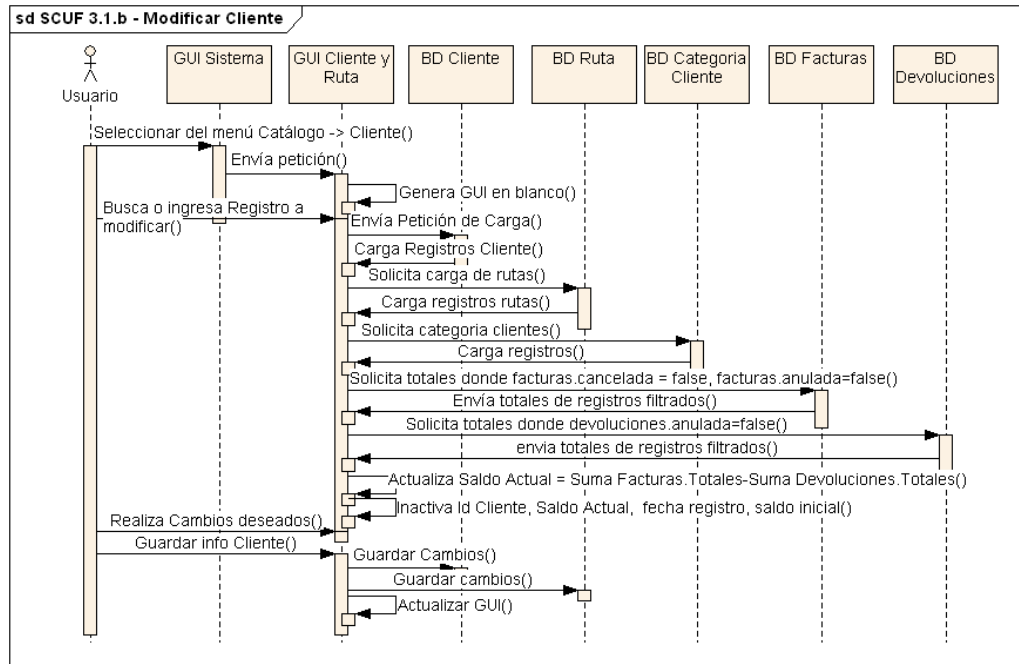 sd SCUF 3.1.b - Modificar Cliente
Usuario
GUI Sistema
GUI Cliente y
Ruta
BD Cliente
BD Ruta
BD Categoria
Cliente
BD Facturas
BD
Devoluciones
Seleccionar del menú Catálogo -> Cliente()
Envía petición()
Genera GUI en blanco()
Busca o ingresa Registro a
modificar()
Envía Petición de Carga()
Carga Registros Cliente()
Solicita carga de rutas()
Carga registros rutas()
Solicita categoria clientes()
Carga registros()
Solicita totales donde facturas.cancelada = false, facturas.anulada=false()
Envía totales de registros filtrados()
Solicita totales donde devoluciones.anulada=false()
envia totales de registros filtrados()
Actualiza Saldo Actual = Suma Facturas.Totales-Suma Devoluciones.Totales()
Inactiva Id Cliente, Saldo Actual, fecha registro, saldo inicial()
Realiza Cambios deseados()
Guardar info Cliente()
Guardar Cambios()
Guardar cambios()
Actualizar GUI()